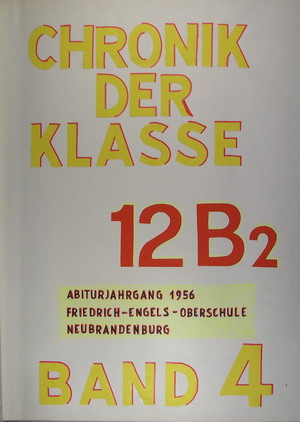 CHRONIK
DER
KLASSE
12 B2
ABITURJAHRGANG 1956
FRIEDRICH-ENGELS-OBERSCHULE
NEUBRANDENBURG
BAND 4